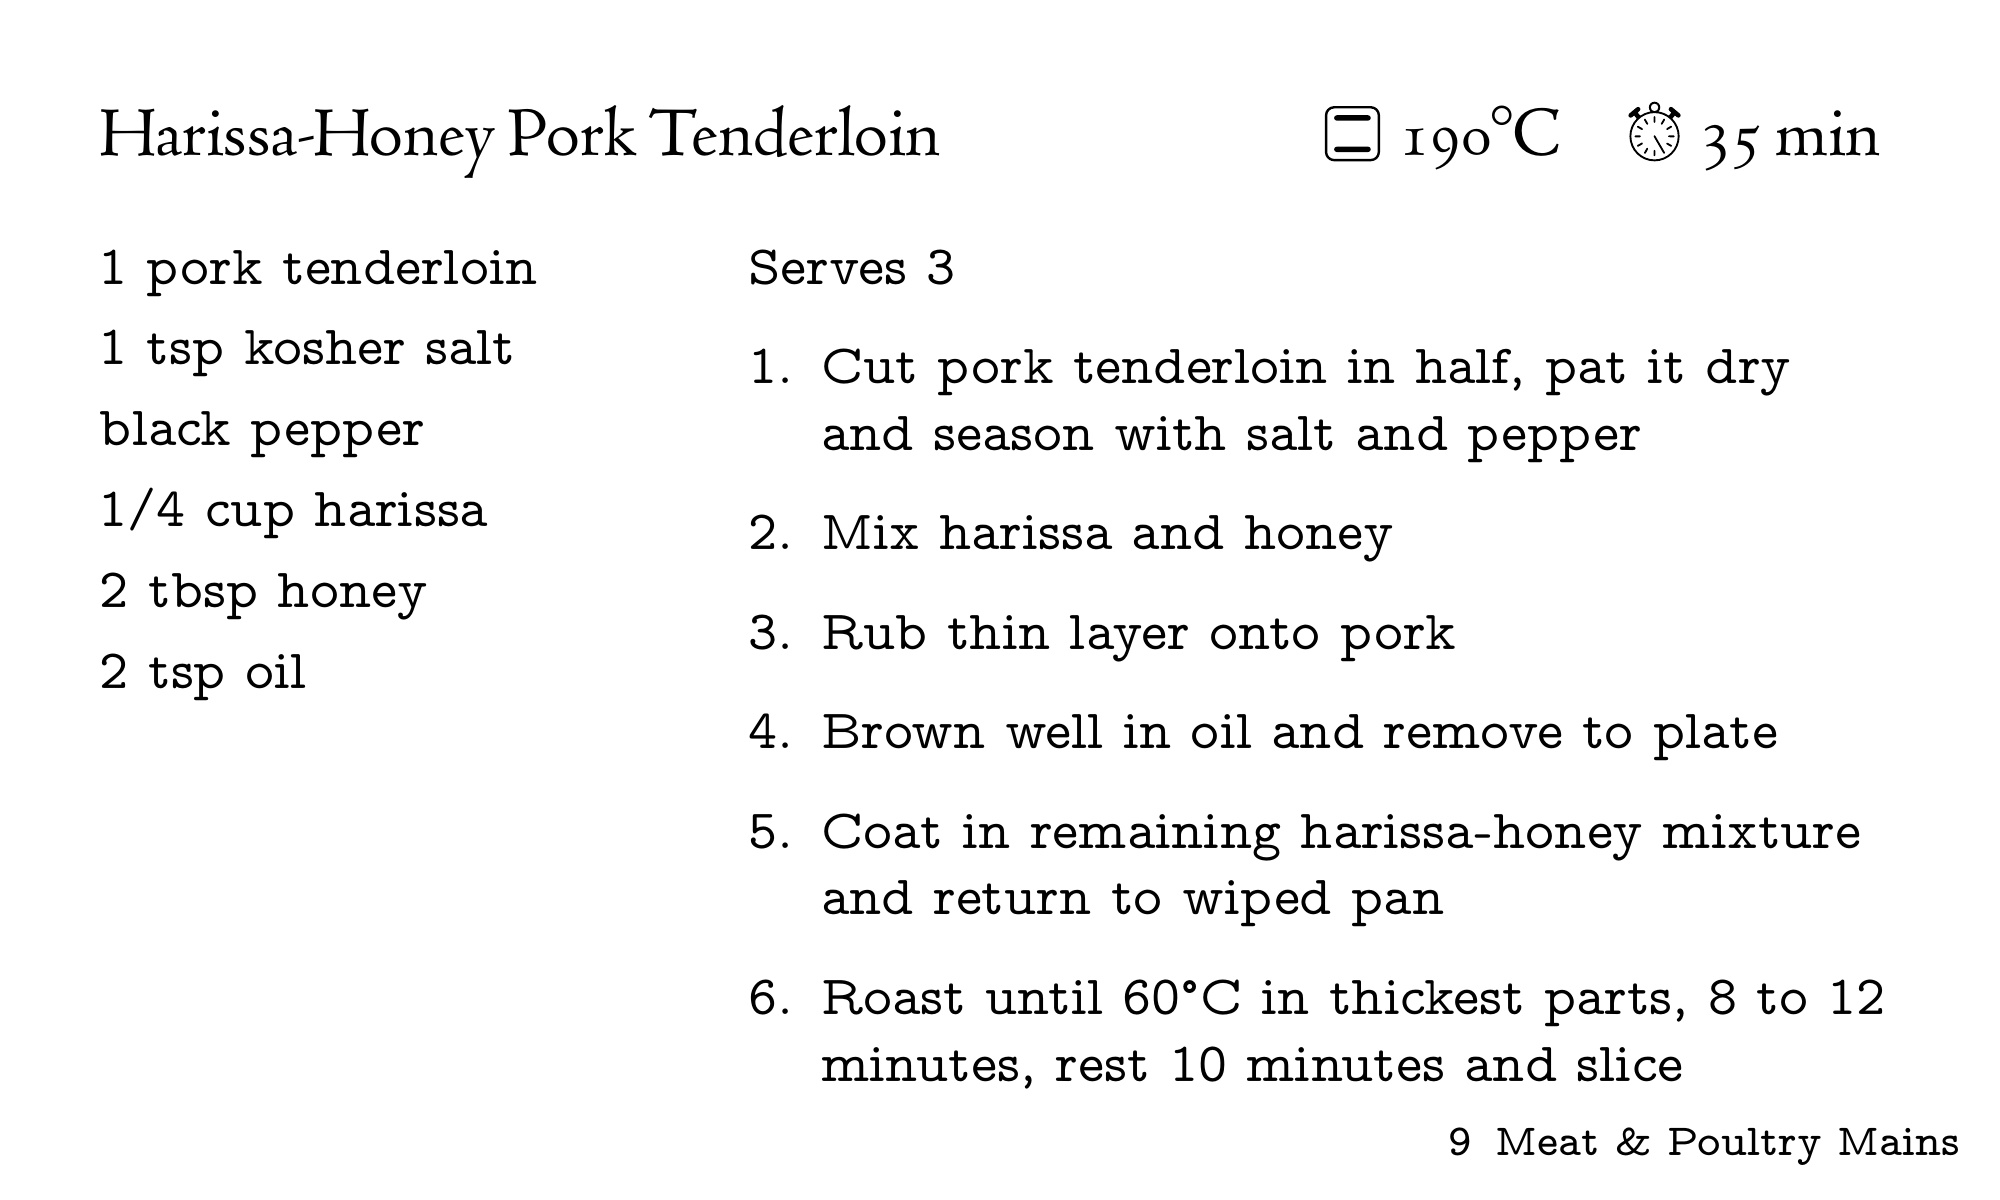 Harissa-Honey Pork Tenderloin
190°C
35 min
1 pork tenderloin
1 tsp kosher salt
black pepper
1/4 cup harissa
2 tbsp honey
2 tsp oil
Serves 3
1. Cut pork tenderloin in half, pat it dry
and season with salt and pepper
2. Mix harissa and honey
3. Rub thin layer onto pork
4. Brown well in oil and remove to plate
5. Coat in remaining harissa-honey mixture
and return to wiped pan
6. Roast until 60°C in thickest parts, 8 to 12
minutes, rest 10 minutes and slice
9 Meat & Poultry Mains